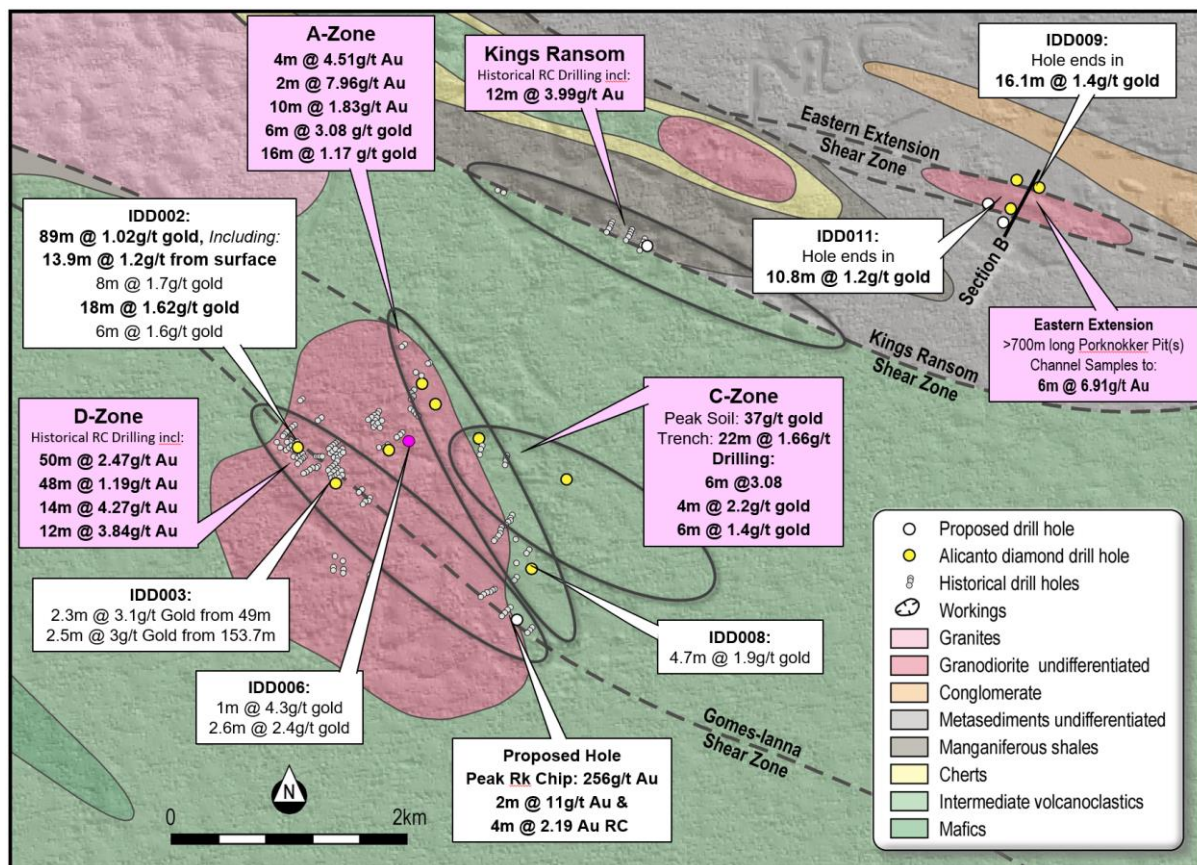 A-Zone
4m @ 4.51g/t Au
2m @ 7.96g/t Au
10m @ 1.83g/t Au
6m @ 3.08 g/t gold
16m @ 1.17 g/t gold
Kings Ransom
Historical RC Drilling incl:
12m @ 3.99g/t Au
IDD009:
Hole ends in
16.1m @ 1.4g/t gold
Eastern Extension
Shear Zone
IDD002:
89m @ 1.02g/t gold, Including:
13.9m @ 1.2g/t from surface
8m @ 1.7g/t gold
18m @ 1.62g/t gold
6m @ 1.6g/t gold
IDD011:
Hole ends in
10.8m @ 1.2g/t gold
Section B
Eastern Extension
>700m long Porknokker Pit(s)
Channel Samples to:
6m @ 6.91g/t Au
Kings Ransom
Shear Zone
D-Zone
Historical RC Drilling incl:
50m @ 2.47g/t Au
48m @ 1.19g/t Au
14m @ 4.27g/t Au
12m @ 3.84g/t Au
C-Zone
Peak Soil: 37g/t gold
Trench: 22m @ 1.66g/t
Drilling:
6m @3.08
4m @ 2.2g/t gold
6m @ 1.4g/t gold
IDD003:
2.3m @ 3.1g/t Gold from 49m
2.5m @ 3g/t Gold from 153.7m
IDD008:
4.7m @ 1.9g/t gold
IDD006:
1m @ 4.3g/t gold
2.6m @ 2.4g/t gold
Gomes-Ianna
Shear Zone
Proposed Hole
Peak Rk Chip: 256g/t Au
2m @ 11g/t Au &
4m @ 2.19 Au RC
N
0 2km
Proposed drill hole
Alicanto diamond drill hole
Historical drill holes
Workings
Granites
Granodiorite undifferentiated
Conglomerate
Metasediments undifferentiated
Manganiferous shales
Cherts
Intermediate volcanoclastics
Mafics